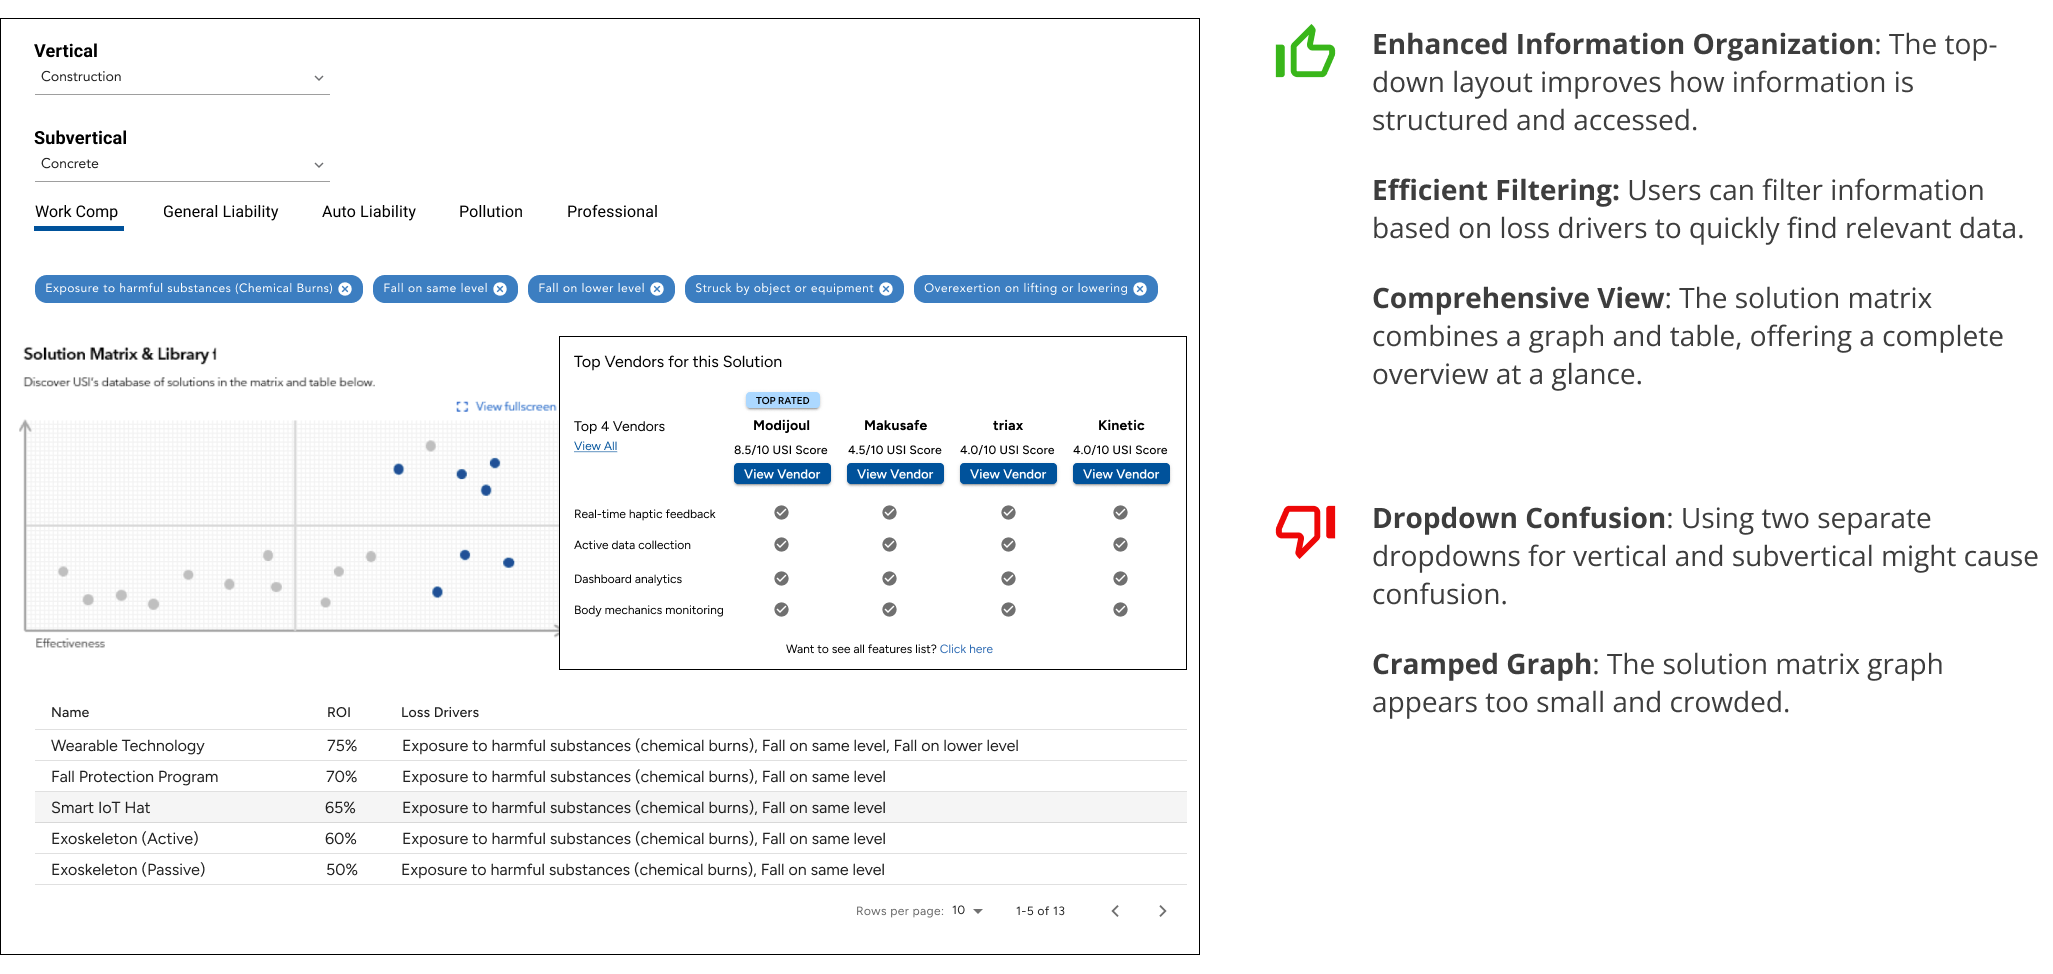 Vertical
Construction
Subvertical
Concrete
Work Comp General Liability Auto Liability Pollution Professional
Exposure to harmful substances (Chemical Burns) Fall on same level Fall on lower level Struck by object or equipment Overexertion on lifting or lowering
Solution Matrix & Library f
Discover USI's database of solutions in the matrix and table below.
View fullscreen
Effectiveness
Top Vendors for this Solution
TOP RATED
Top 4 Vendors Modijoul Makusafe triax Kinetic
View All 8.5/10 USI Score 4.5/10 USI Score 4.0/10 USI Score 4.0/10 USI Score
View Vendor View Vendor View Vendor View Vendor
Real-time haptic feedback
Active data collection
Dashboard analytics
Body mechanics monitoring
Want to see all features list? Click here
Name ROI Loss Drivers
Wearable Technology 75% Exposure to harmful substances (chemical burns), Fall on same level, Fall on lower level
Fall Protection Program 70% Exposure to harmful substances (chemical burns), Fall on same level
Smart IoT Hat 65% Exposure to harmful substances (chemical burns), Fall on same level
Exoskeleton (Active) 60% Exposure to harmful substances (chemical burns), Fall on same level
Exoskeleton (Passive) 50% Exposure to harmful substances (chemical burns), Fall on same level
Rows per page: 10 1-5 of 13
Enhanced Information Organization: The top-
down layout improves how information is
structured and accessed.
Efficient Filtering: Users can filter information
based on loss drivers to quickly find relevant data.
Comprehensive View: The solution matrix
combines a graph and table, offering a complete
overview at a glance.
Dropdown Confusion: Using two separate
dropdowns for vertical and subvertical might cause
confusion.
Cramped Graph: The solution matrix graph
appears too small and crowded.